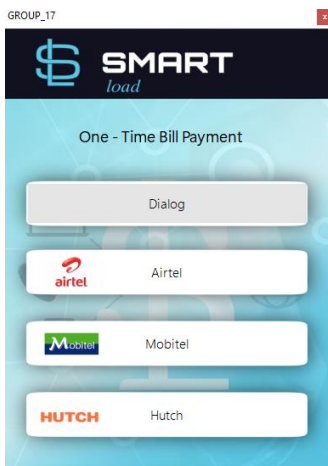 GROUP_17
x
SMART
load
One - Time Bill Payment
Dialog
airtel
Airtel
Mobitel
Mobitel
HUTCH
Hutch